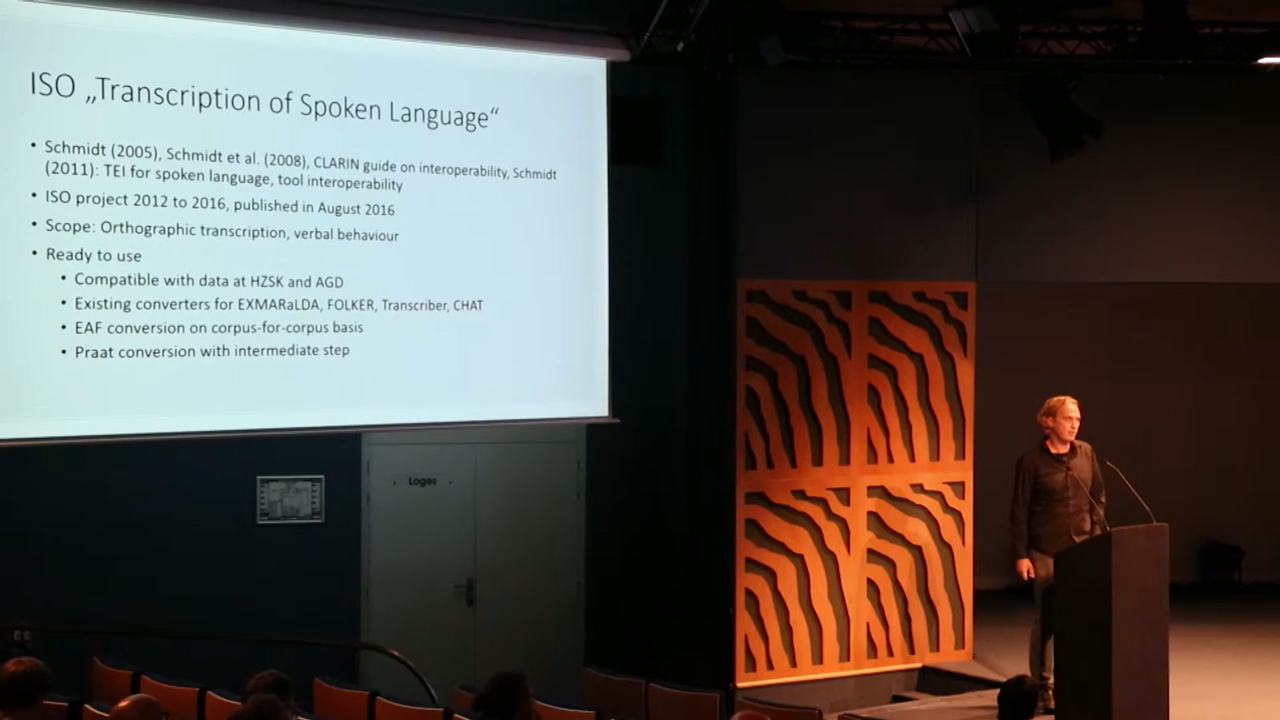 ISO „Transcription of Spoken Language“
• Schmidt (2005), Schmidt et al. (2008), CLARIN guide on interoperability, Schmidt
(2011): TEI for spoken language, tool interoperability
• ISO project 2012 to 2016, published in August 2016
• Scope: Orthographic transcription, verbal behaviour
• Ready to use
• Compatible with data at HZSK and AGD
• Existing converters for EXMARaLDA, FOLKER, Transcriber, CHAT
• EAF conversion on corpus-for-corpus basis
• Praat conversion with intermediate step
Loges